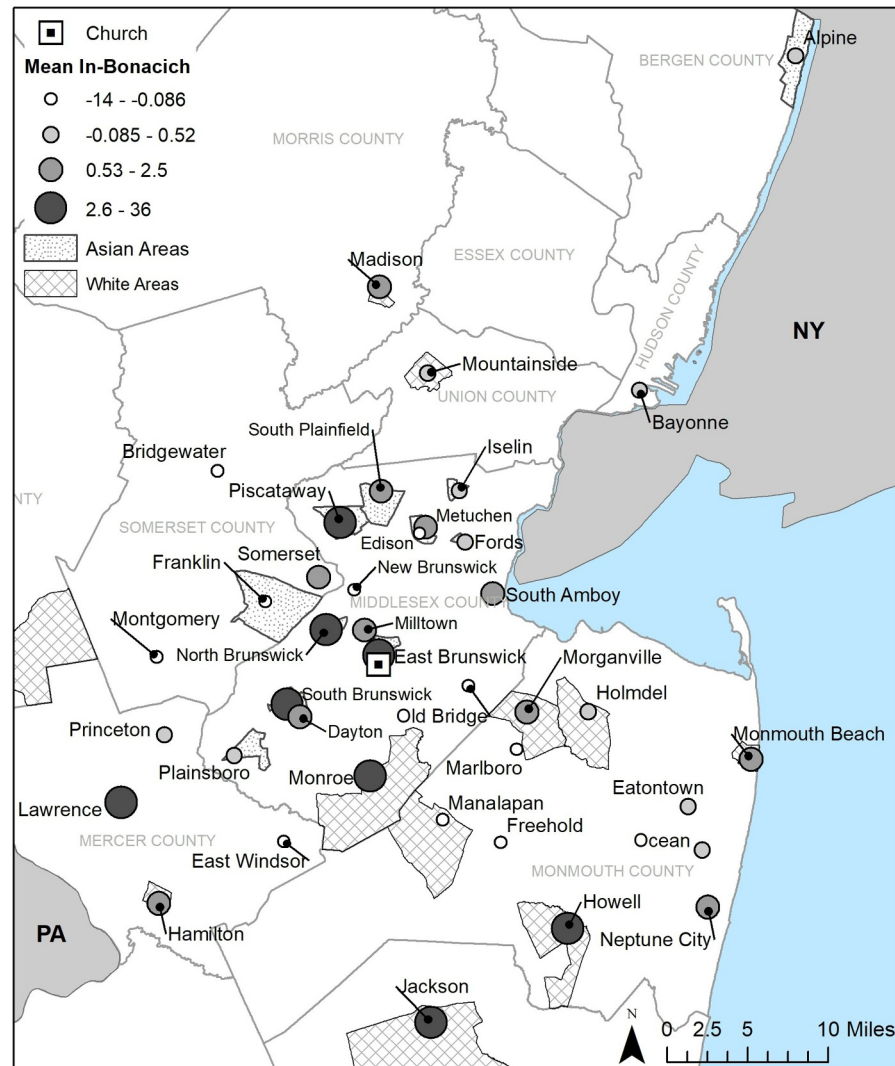 Church
Mean In-Bonacich
-14 - -0.086
-0.085 - 0.52
0.53 - 2.5
2.6 - 36
Asian Areas
White Areas
Alpine
BERGEN COUNTY
MORRIS COUNTY
ESSEX COUNTY
Madison
HUDSON COUNTY
NY
Mountainside
UNION COUNTY
Bayonne
South Plainfield
Iselin
Bridgewater
Piscataway
NTY
SOMERSET COUNTY
Metuchen
Edison
Fords
Somerset
Franklin
New Brunswick
MIDDLESEX COUNTY
South Amboy
Montgomery
Milltown
North Brunswick
East Brunswick
Morganville
South Brunswick
Old Bridge
Holmdel
Princeton
Dayton
Monmouth Beach
Plainsboro
Marlboro
Monroe
Eatontown
Lawrence
Manalapan
Freehold
Ocean
MERCER COUNTY
East Windsor
MONMOUTH COUNTY
Howell
PA
Hamilton
Neptune City
Jackson
N
0 2.5 5 10 Miles